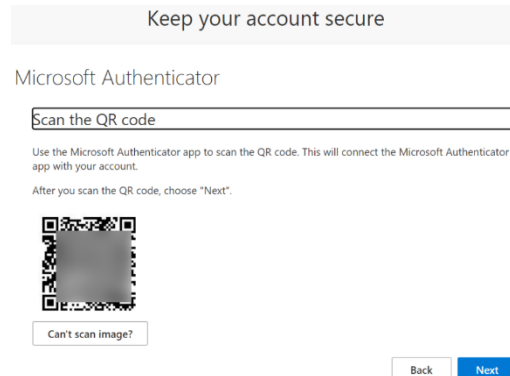 Keep your account secure
Microsoft Authenticator
Scan the QR code
Use the Microsoft Authenticator app to scan the QR code. This will connect the Microsoft Authenticator
app with your account.
After you scan the QR code, choose "Next".
Can't scan image?
Back
Next